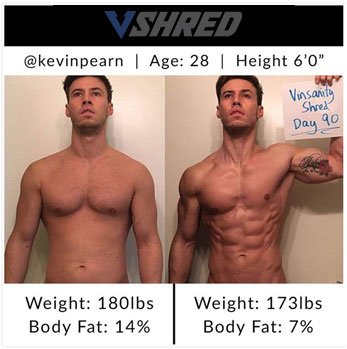 VSHRED
@kevinpearn | Age: 28 | Height 6’0”
Vinsanity
Shred
Day 90
Weight: 180lbs
Body Fat: 14%
Weight: 173lbs
Body Fat: 7%